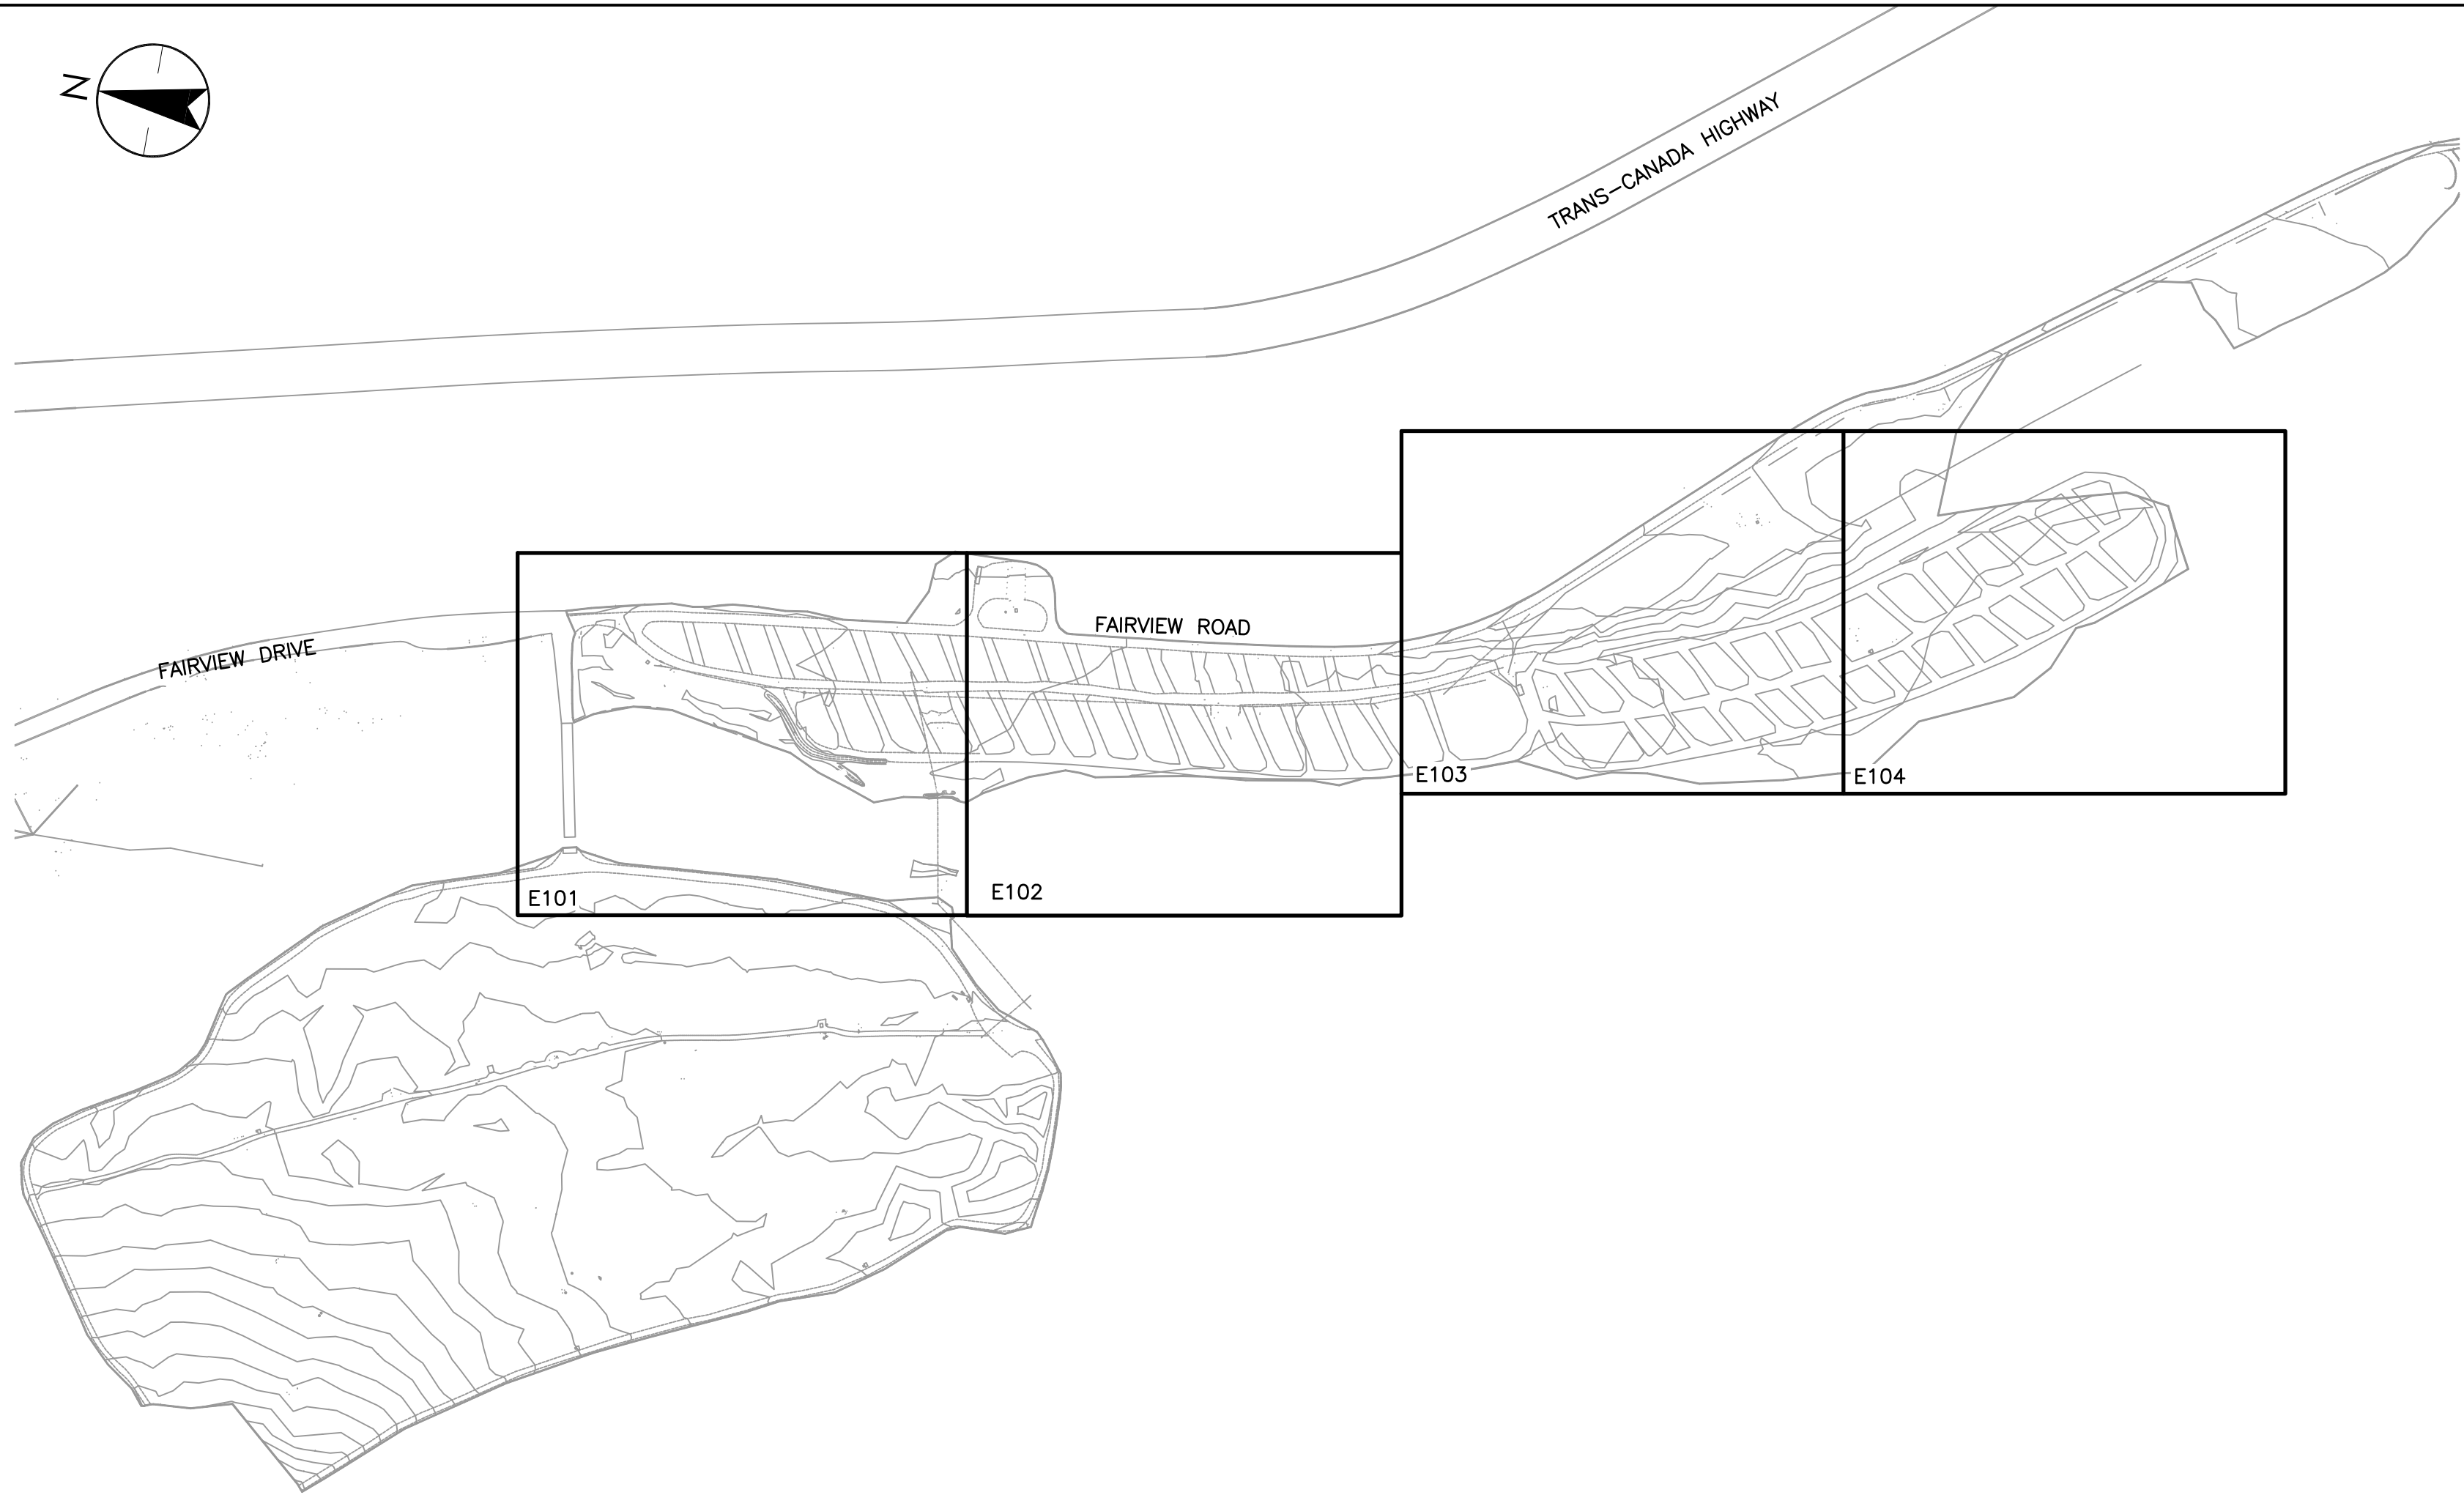 N
TRANS-CANADA HIGHWAY
FAIRVIEW ROAD
FAIRVIEW DRIVE
E103
E104
E101
E102